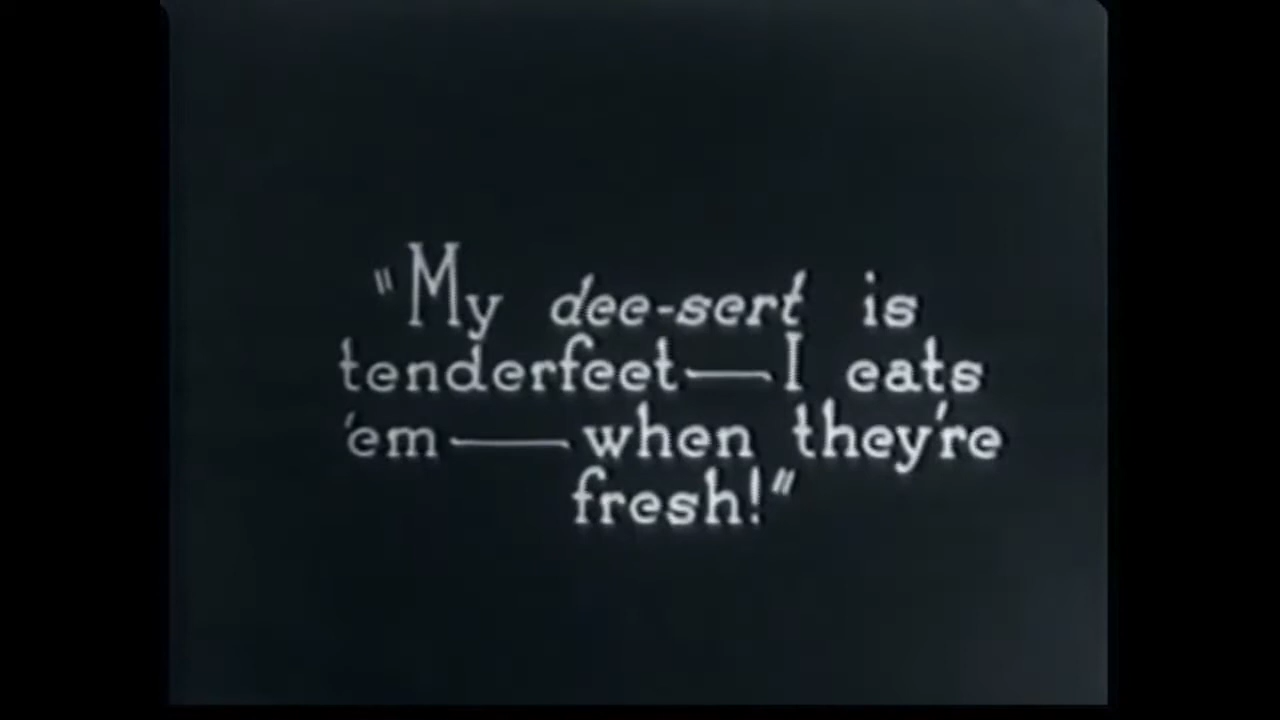 "My dee-sert is
tenderfeet—I eats
'em——when they're
fresh!"